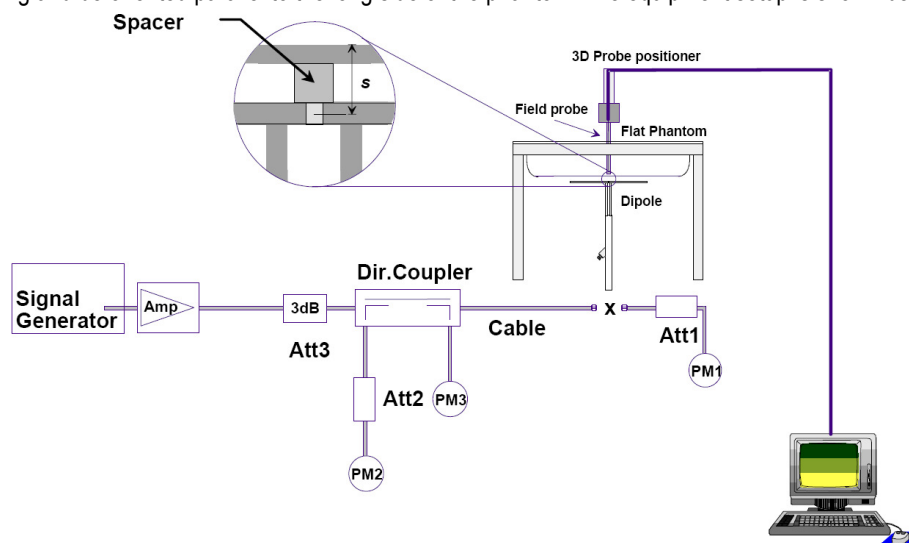 Spacer
s
3D Probe positioner
Field probe
Flat Phantom
Dipole
Dir.Coupler
Signal
Generator
Amp
3dB
Att3
Cable
x
Att1
PM1
Att2
PM3
PM2